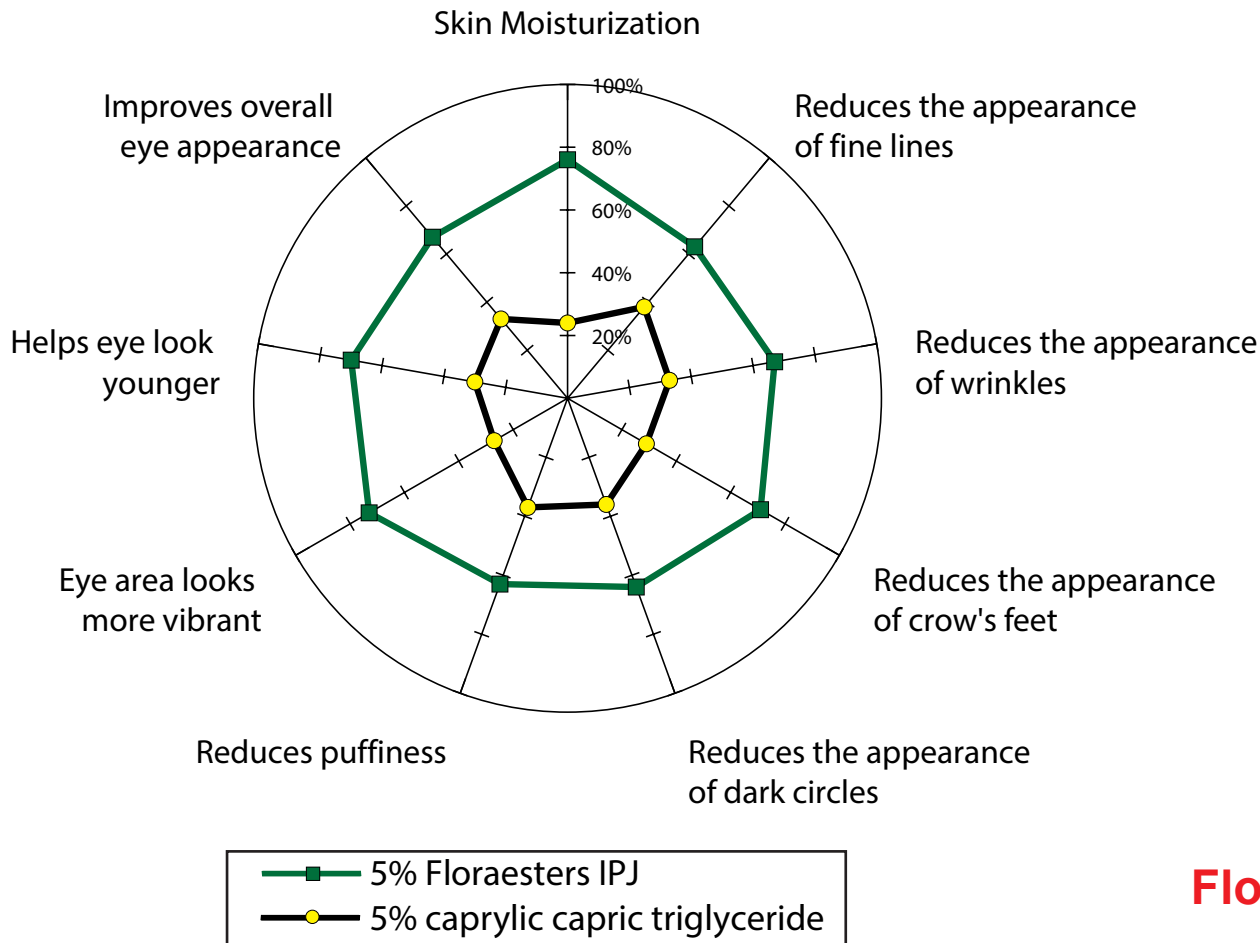 Skin Moisturization
100%
80%
60%
40%
20%
Reduces the appearance
of fine lines
Reduces the appearance
of wrinkles
Reduces the appearance
of crow's feet
Reduces the appearance
of dark circles
Reduces puffiness
Eye area looks
more vibrant
Helps eye look
younger
Improves overall
eye appearance
5% Floraesters IPJ
5% caprylic capric triglyceride
Flo